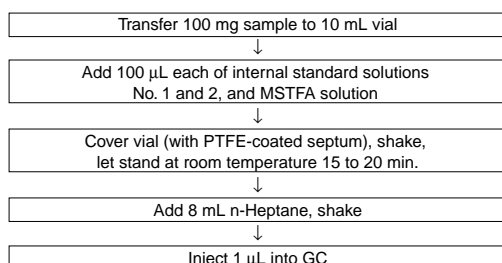 Transfer 100 mg sample to 10 mL vial
↓
Add 100 µL each of internal standard solutions
No. 1 and 2, and MSTFA solution
↓
Cover vial (with PTFE-coated septum), shake,
let stand at room temperature 15 to 20 min.
↓
Add 8 mL n-Heptane, shake
↓
Inject 1 µL into GC